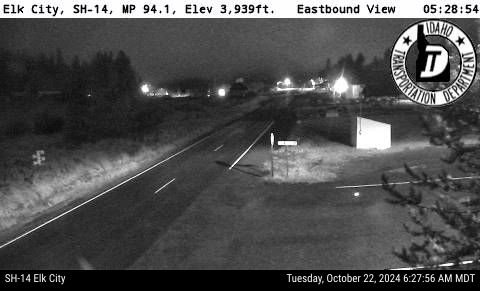 Elk City, SH-14, MP 94.1, Elev 3,939ft. Eastbound View 05:28:54
IDAHO
TRANSPORTATION DEPARTMENT
SH-14 Elk City Tuesday, October 22, 2024 6:27:56 AM MDT